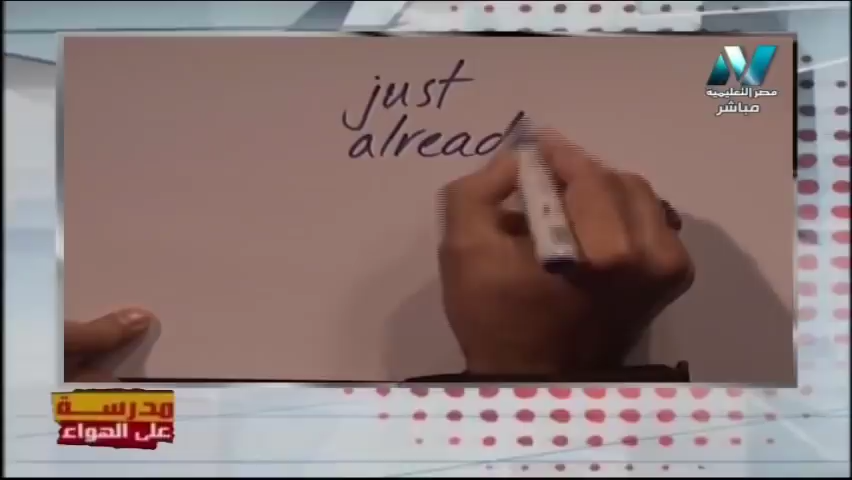 just
alread
مصر التعليمية
مباشر
مدرسة
على الهواء